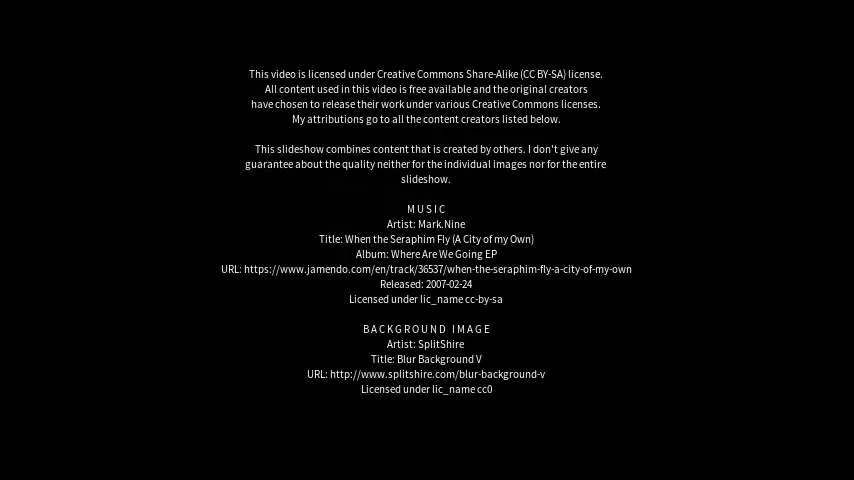 This video is licensed under Creative Commons Share-Alike (CC BY-SA) license.
All content used in this video is free available and the original creators
have chosen to release their work under various Creative Commons licenses.
My attributions go to all the content creators listed below.
This slideshow combines content that is created by others. I don't give any
guarantee about the quality neither for the individual images nor for the entire
slideshow.
MUSIC
Artist: Mark.Nine
Title: When the Seraphim Fly (A City of my Own)
Album: Where Are We Going EP
URL: https://www.jamendo.com/en/track/36537/when-the-seraphim-fly-a-city-of-my-own
Released: 2007-02-24
Licensed under lic_name cc-by-sa
BACKGROUND IMAGE
Artist: SplitShire
Title: Blur Background V
URL: http://www.splitshire.com/blur-background-v
Licensed under lic_name cc0